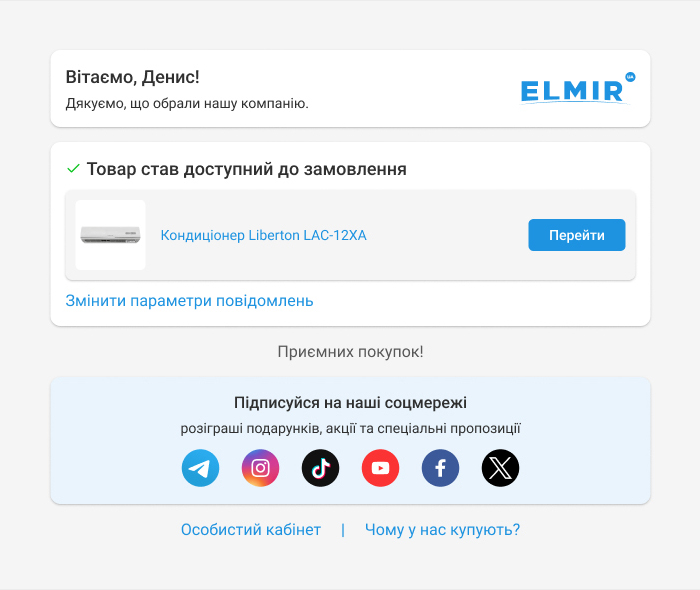 Вітаємо, Денис!
Дякуємо, що обрали нашу компанію.
ELMIR
UA
Товар став доступний до замовлення
Кондиціонер Liberton LAC-12XA
Перейти
Змінити параметри повідомлень
Приємних покупок!
Підписуйся на наші соцмережі
розіграші подарунків, акції та спеціальні пропозиції
Особистий кабінет | Чому у нас купують?